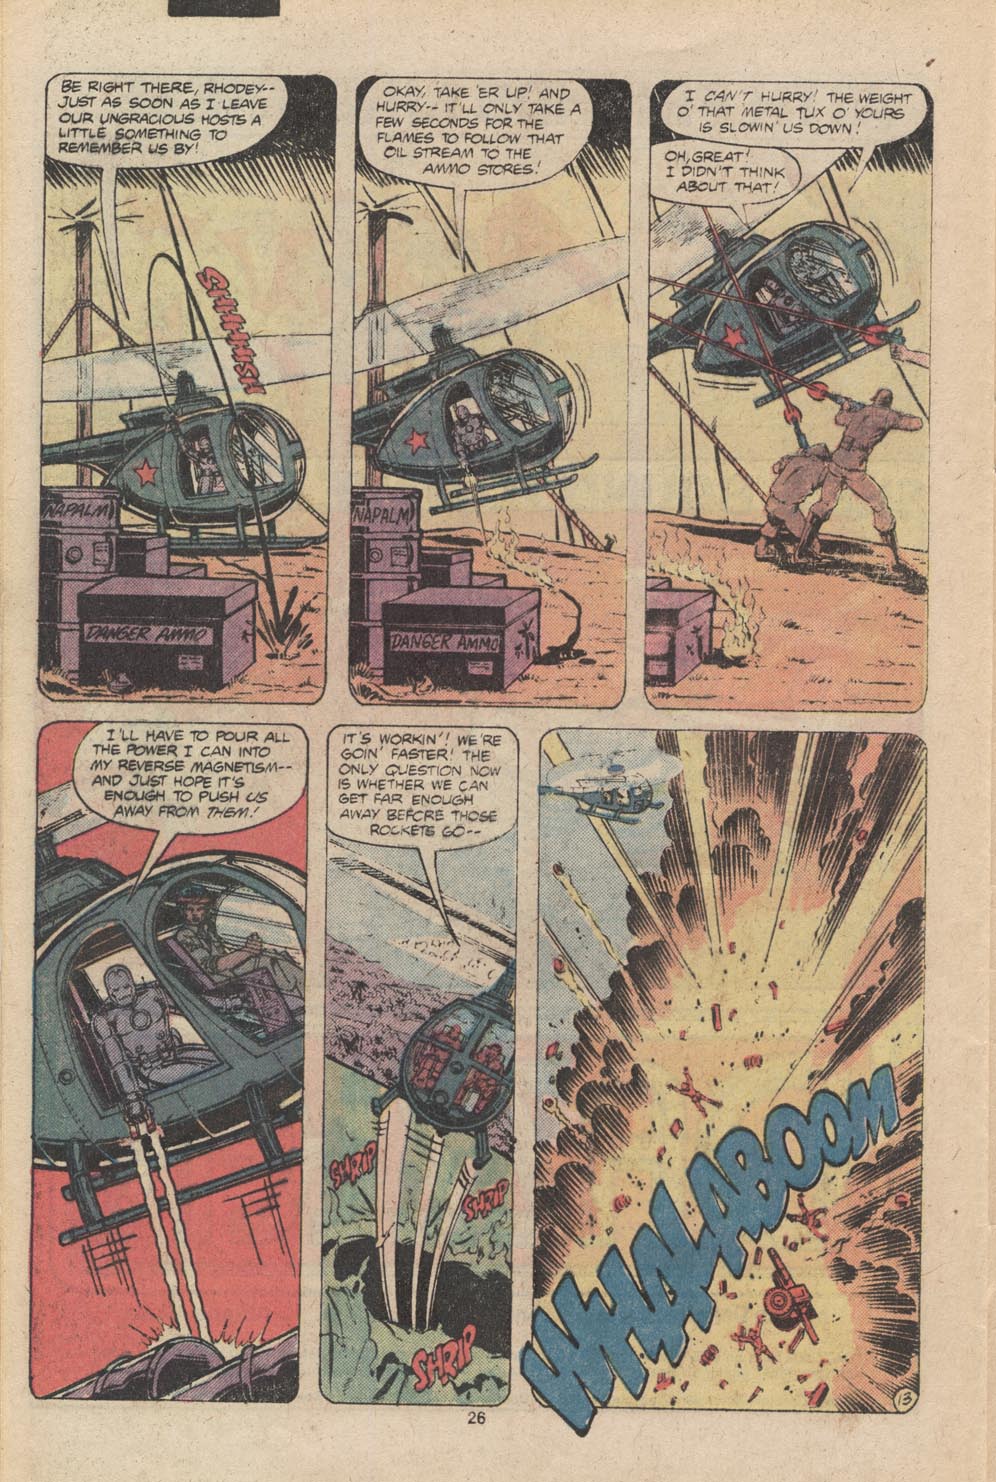 BE RIGHT THERE, RHODEY--
JUST AS SOON AS I LEAVE
OUR UNGRACIOUS HOSTS A
LITTLE SOMETHING TO
REMEMBER US BY!
SHHHHISH
NAPALM
DANGER AMMO
OKAY, TAKE 'ER UP! AND
HURRY-- IT'LL ONLY TAKE A
FEW SECONDS FOR THE
FLAMES TO FOLLOW THAT
OIL STREAM TO THE
AMMO STORES!
NAPALM
DANGER AMMO
I CAN'T HURRY! THE WEIGHT
O' THAT METAL TUX O' YOURS
IS SLOWIN' US DOWN!
OH, GREAT!
I DIDN'T THINK
ABOUT THAT!
I'LL HAVE TO POUR ALL
THE POWER I CAN INTO
MY REVERSE MAGNETISM--
AND JUST HOPE IT'S
ENOUGH TO PUSH US
AWAY FROM THEM!
IT'S WORKIN'! WE'RE
GOIN' FASTER! THE
ONLY QUESTION NOW
IS WHETHER WE CAN
GET FAR ENOUGH
AWAY BEFORE THOSE
ROCKETS GO--
SHRIP
SHRIP
SHRIP
WHALABOOM
13
26